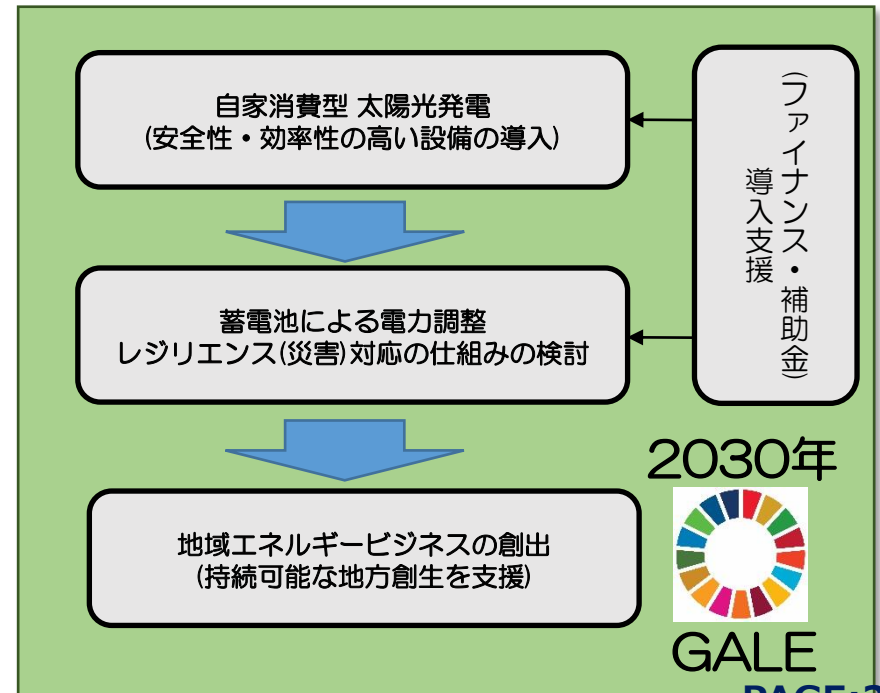 自家消費型 太陽光発電
(安全性・効率性の高い設備の導入)
蓄電池による電力調整
レジリエンス(災害)対応の仕組みの検討
地域エネルギービジネスの創出
(持続可能な地方創生を支援)
(ファイナンス・補助金)
導入支援
2030年
GALE